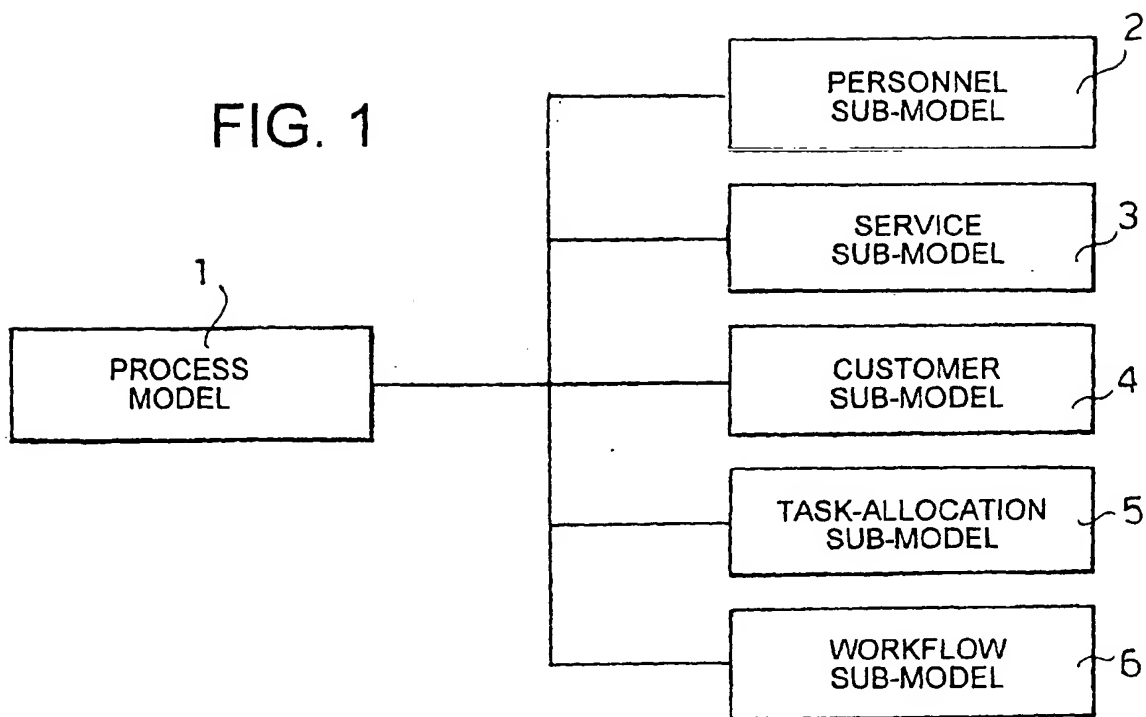 FIG. 1
1
PROCESS
MODEL
2
PERSONNEL
SUB-MODEL
3
SERVICE
SUB-MODEL
4
CUSTOMER
SUB-MODEL
5
TASK-ALLOCATION
SUB-MODEL
6
WORKFLOW
SUB-MODEL